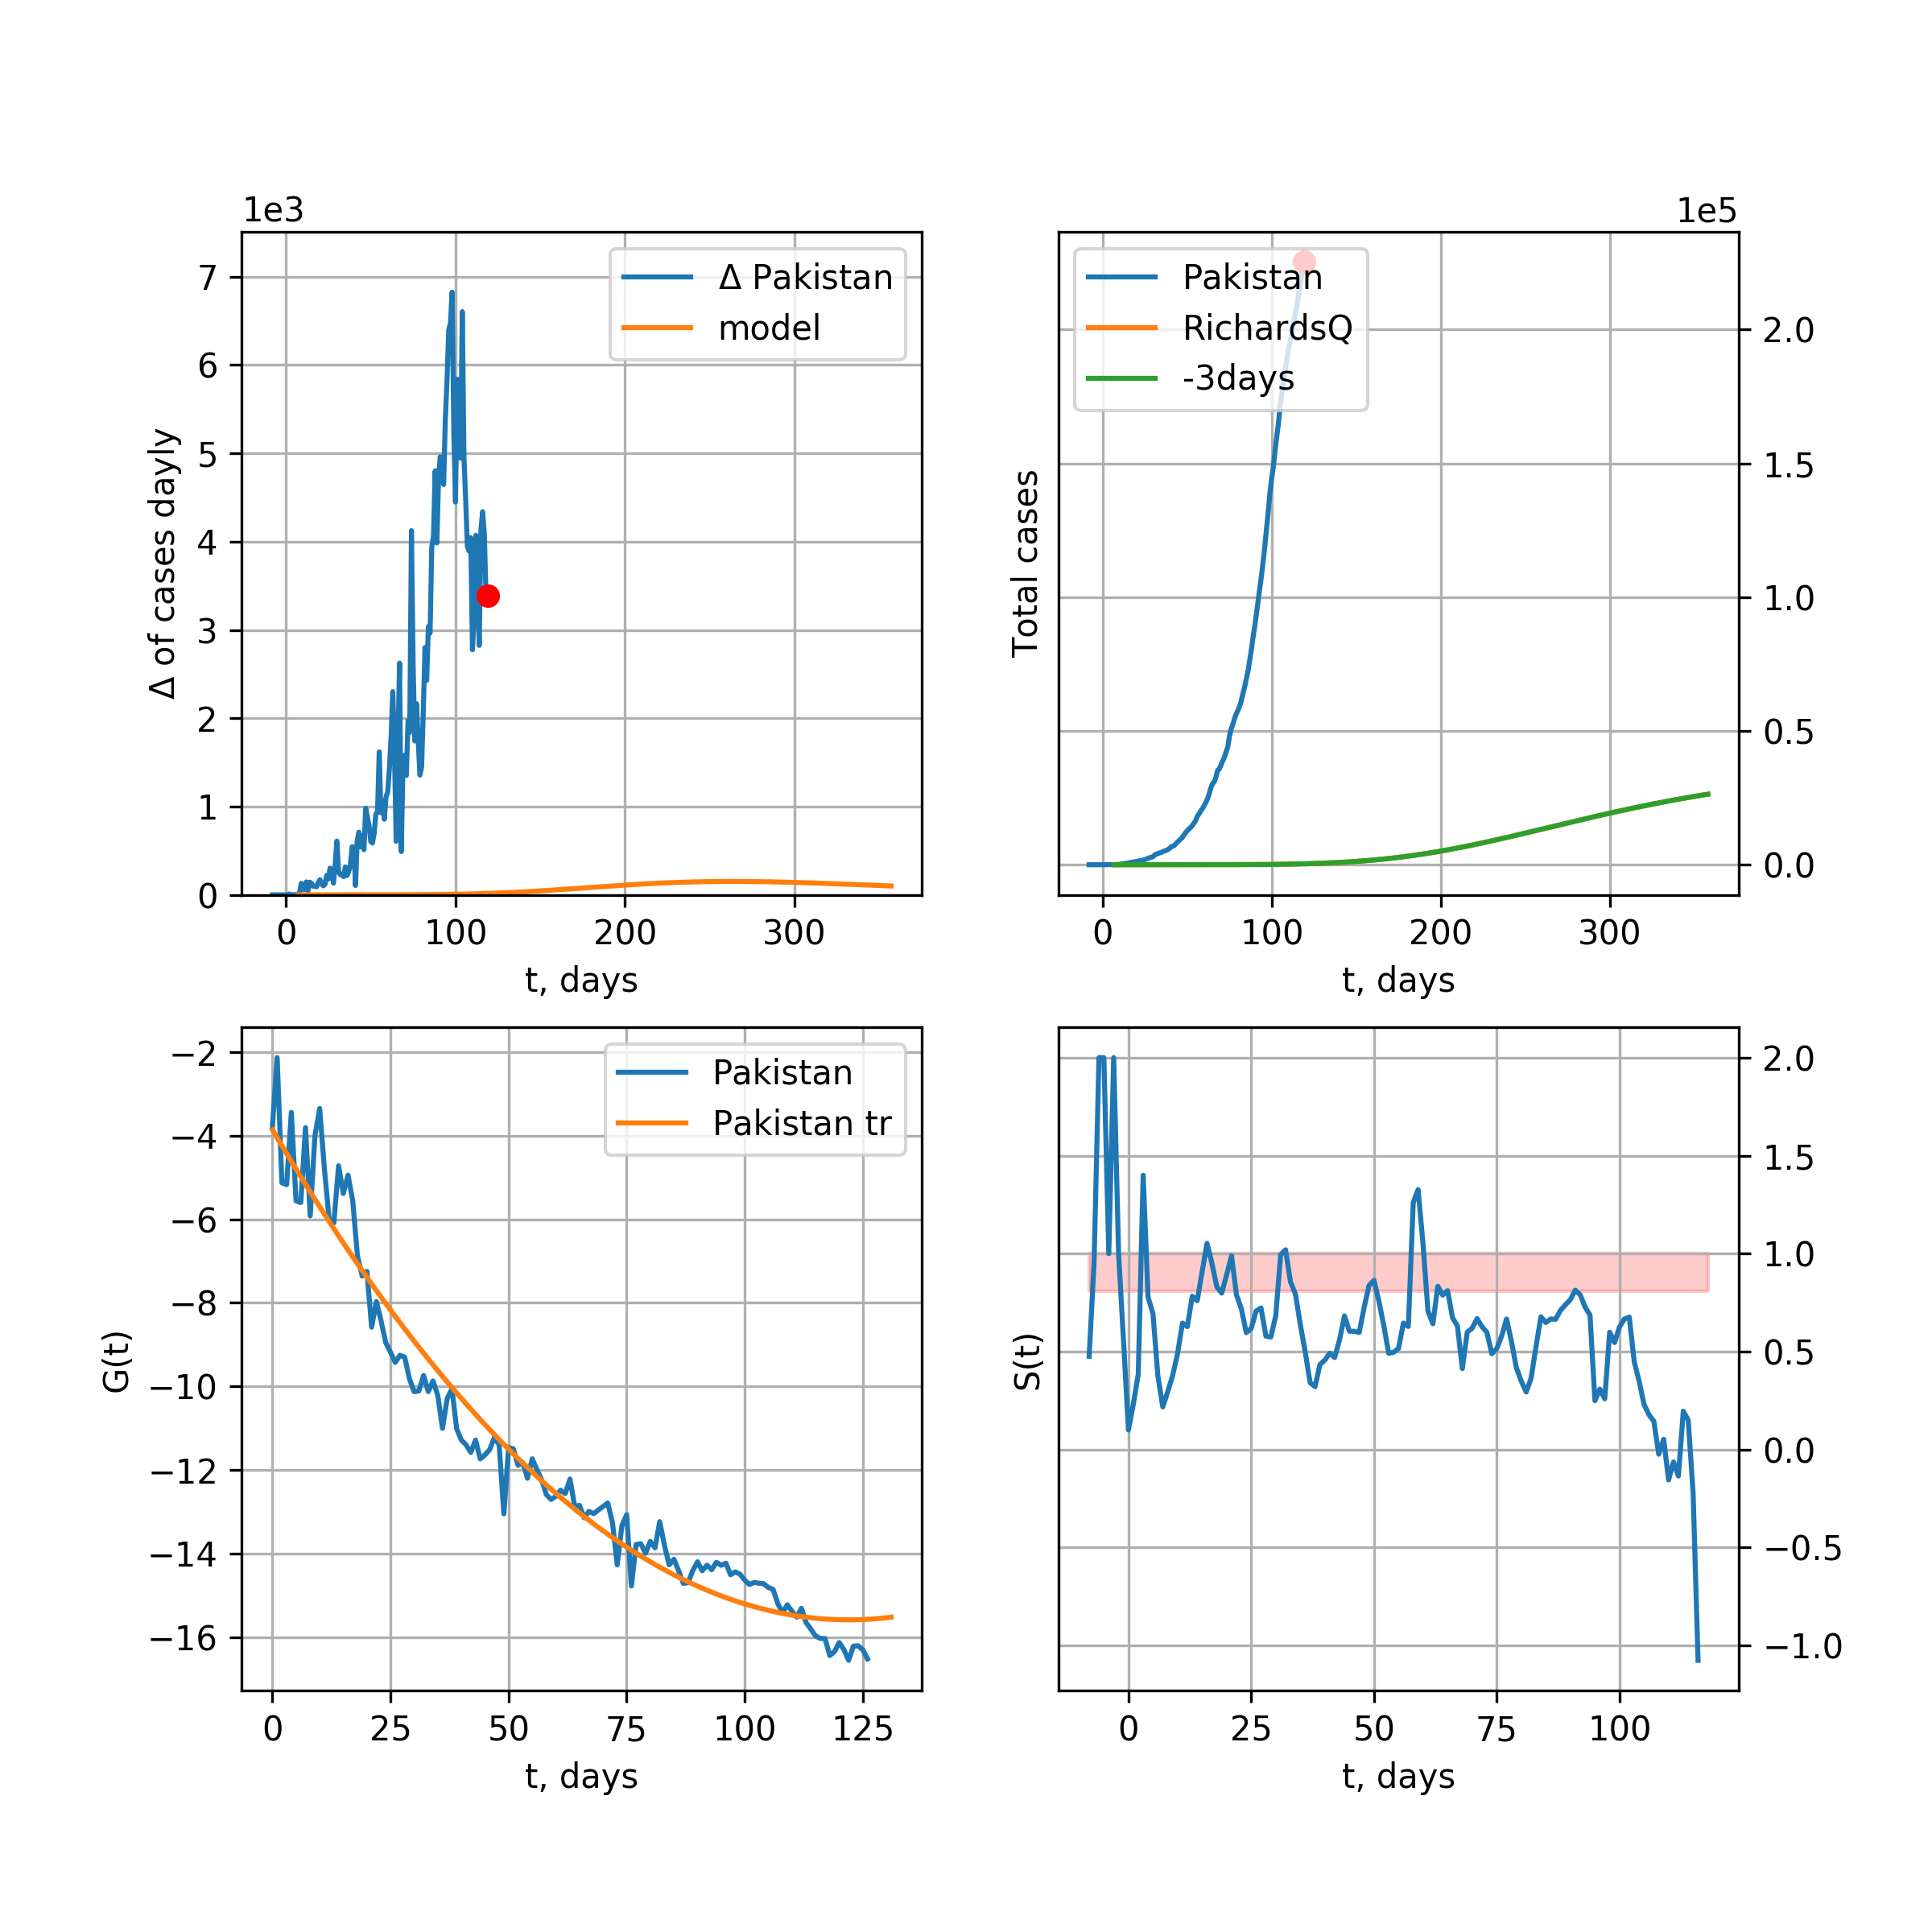 1e3
Δ Pakistan
model
7
6
5
4
3
2
1
0
Δ of cases dayly
0 100 200 300
t, days
1e5
Pakistan
RichardsQ
-3days
2.0
1.5
1.0
0.5
0.0
Total cases
0 100 200 300
t, days
Pakistan
Pakistan tr
−2
−4
−6
−8
−10
−12
−14
−16
G(t)
0 25 50 75 100 125
t, days
2.0
1.5
1.0
0.5
0.0
−0.5
−1.0
S(t)
0 25 50 75 100
t, days